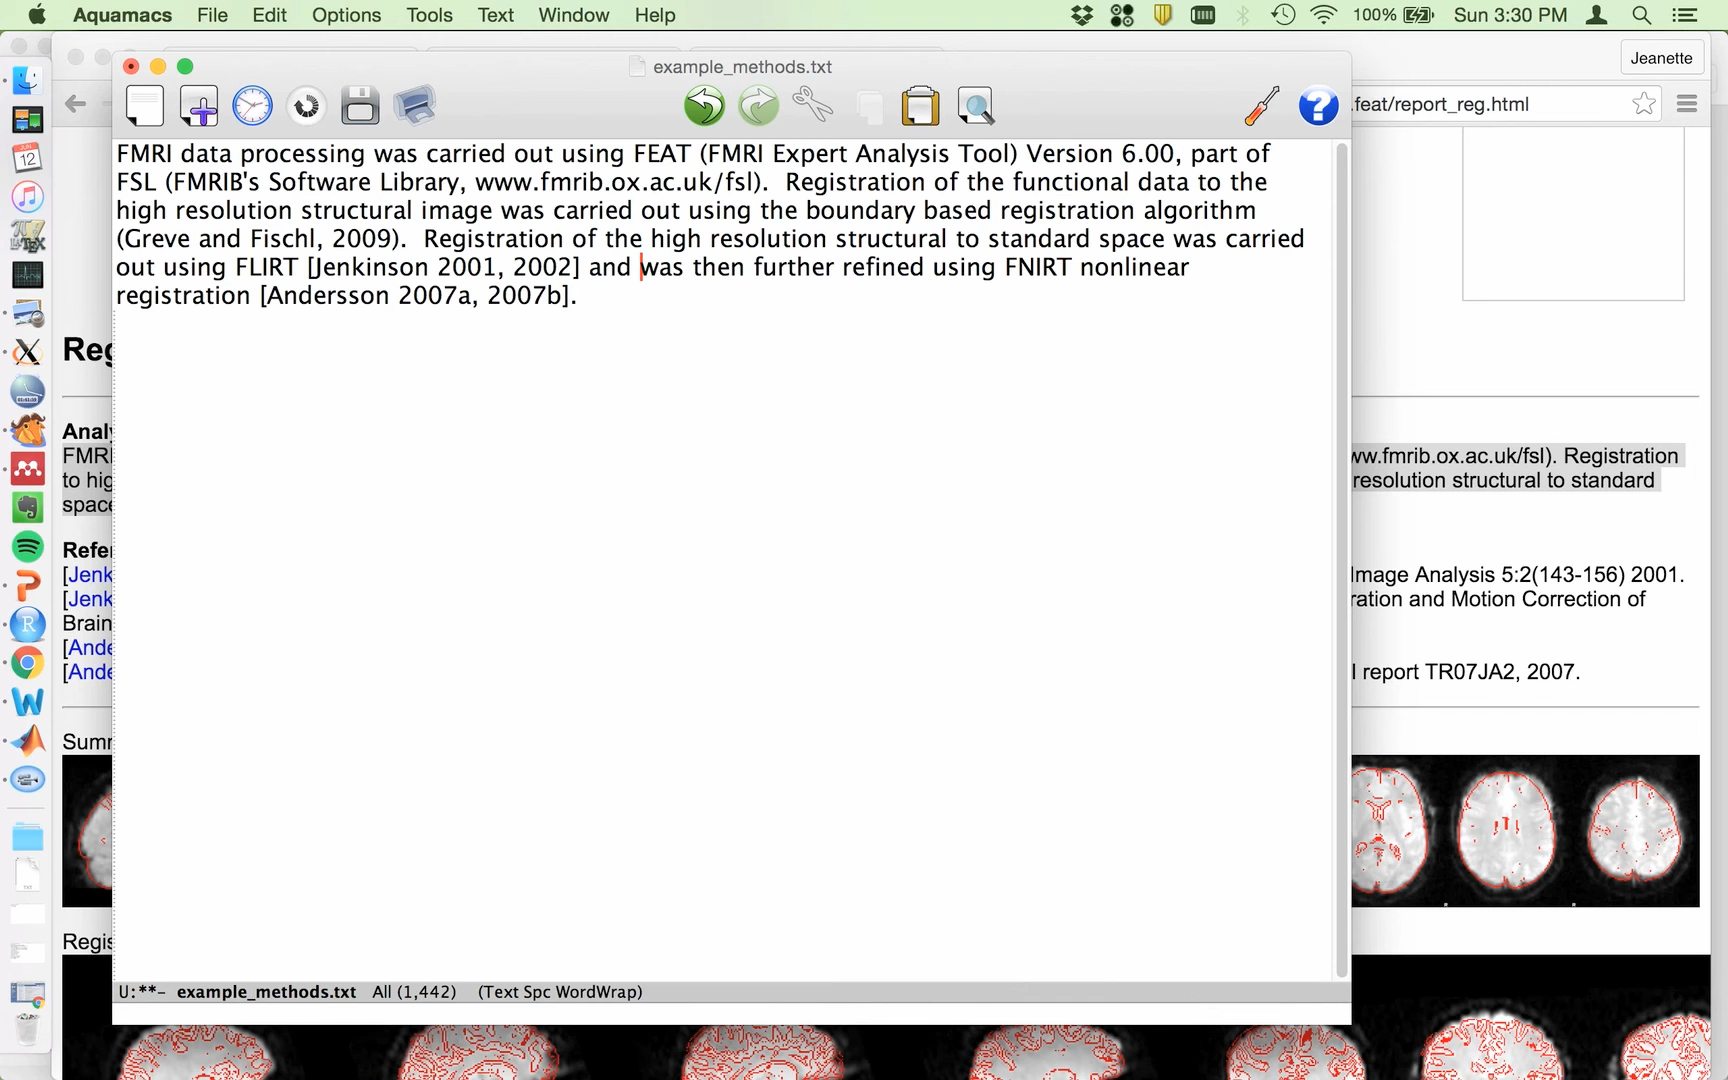 Aquamacs File Edit Options Tools Text Window Help 100% Sun 3:30 PM
Jeanette
example_methods.txt
.feat/report_reg.html
FMRI data processing was carried out using FEAT (FMRI Expert Analysis Tool) Version 6.00, part of
FSL (FMRIB's Software Library, www.fmrib.ox.ac.uk/fsl).  Registration of the functional data to the
high resolution structural image was carried out using the boundary based registration algorithm
(Greve and Fischl, 2009).  Registration of the high resolution structural to standard space was carried
out using FLIRT [Jenkinson 2001, 2002] and was then further refined using FNIRT nonlinear
registration [Andersson 2007a, 2007b].
Reg
Analy
FMRI ww.fmrib.ox.ac.uk/fsl). Registration
to hig resolution structural to standard
space
Refer
[Jenk Image Analysis 5:2(143-156) 2001.
[Jenk ration and Motion Correction of
Brain
[Ande
[Ande l report TR07JA2, 2007.
Summ
Regis
U:**- example_methods.txt All (1,442) (Text Spc WordWrap)